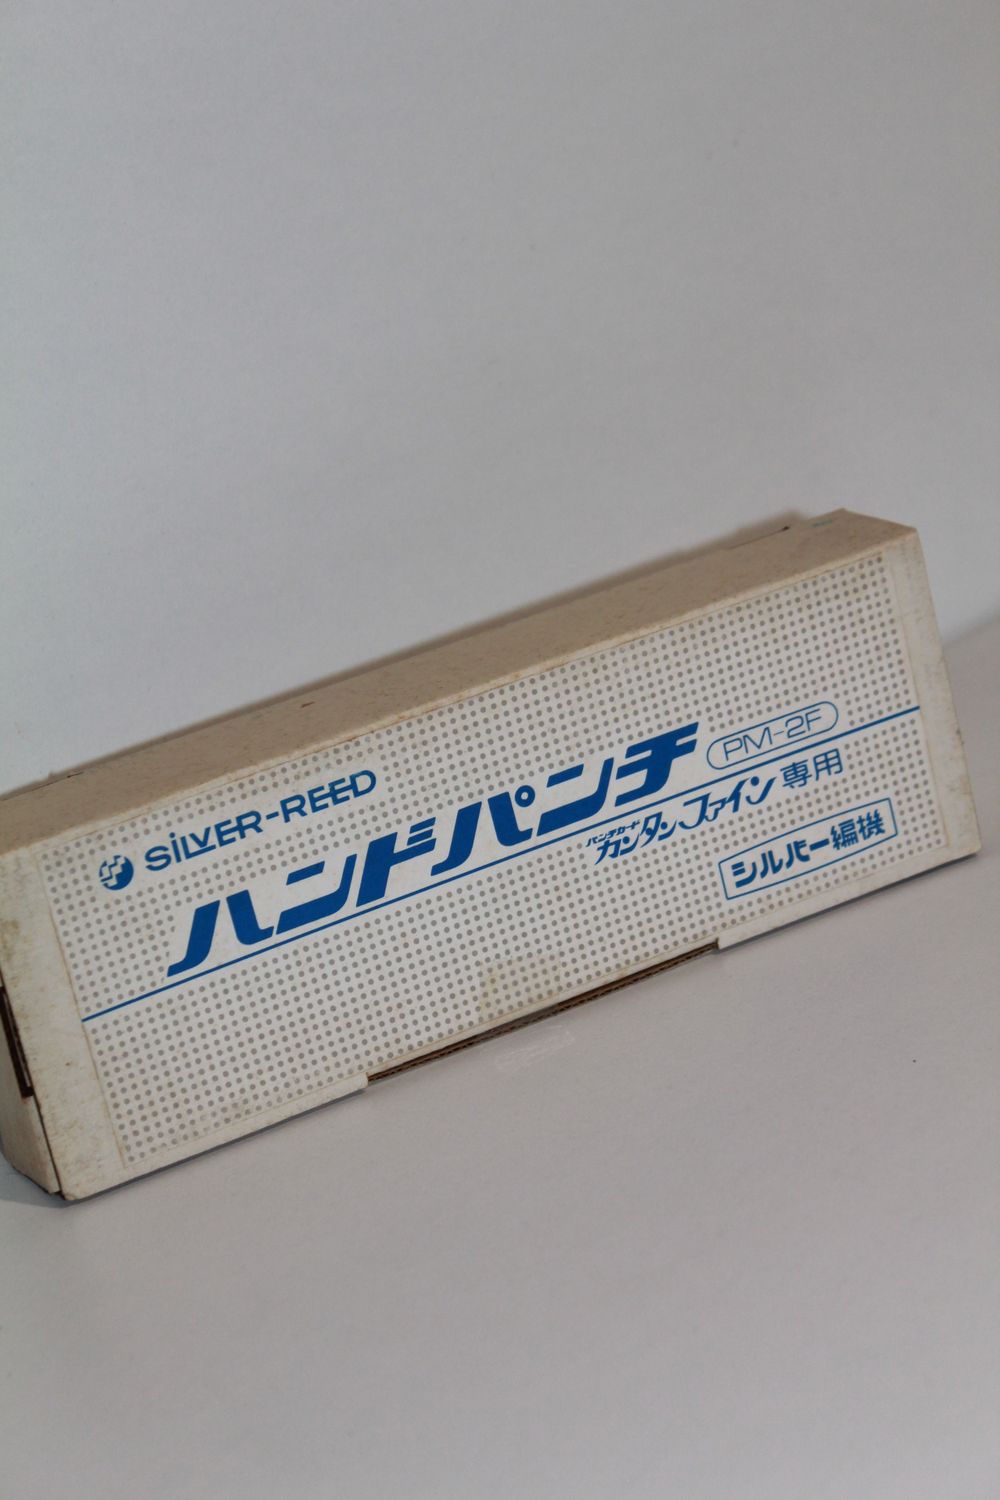 SILVER-REED
ハンドパンチ
PM-2F
パンチカード
カンタンファイン専用
シルバー編機